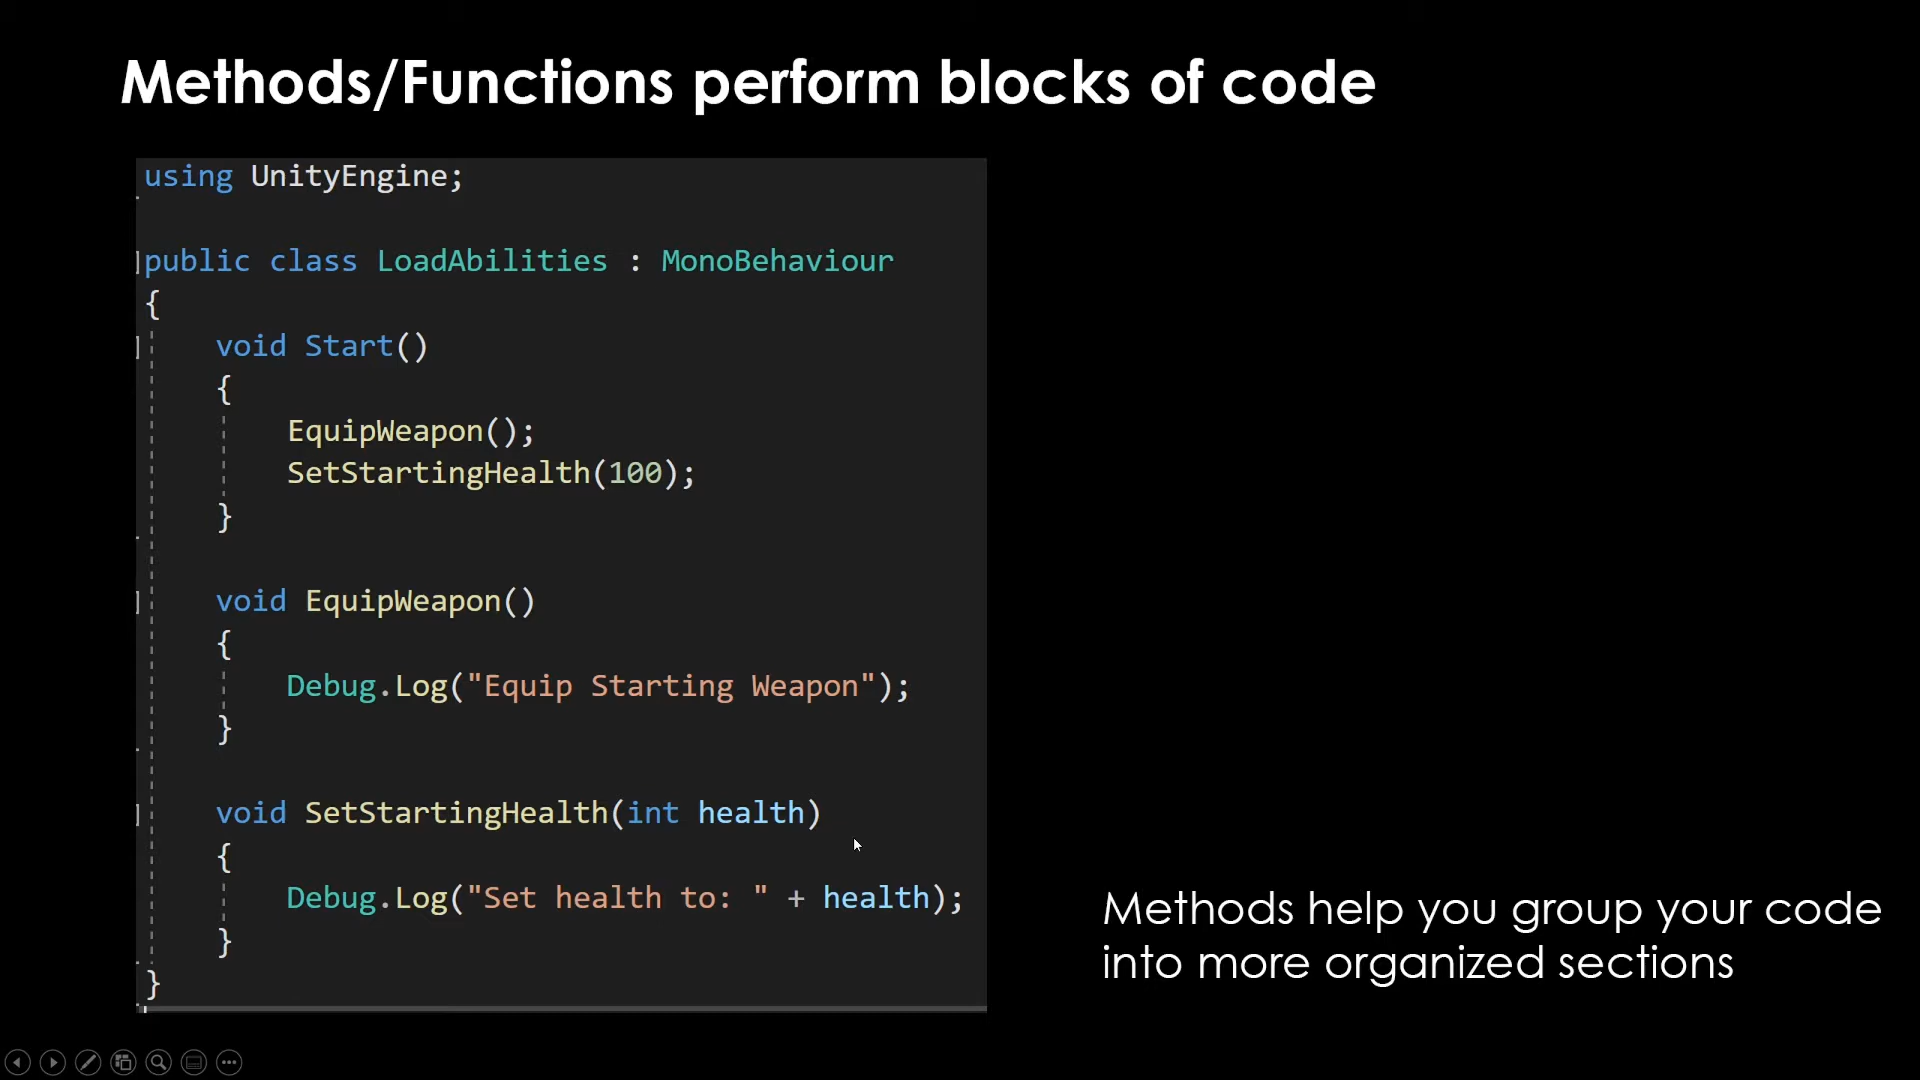 Methods/Functions perform blocks of code
using UnityEngine;
public class LoadAbilities : MonoBehaviour
{
void Start()
{
EquipWeapon();
SetStartingHealth(100);
}
void EquipWeapon()
{
Debug.Log("Equip Starting Weapon");
}
void SetStartingHealth(int health)
{
Debug.Log("Set health to: " + health);
}
}
Methods help you group your code
into more organized sections